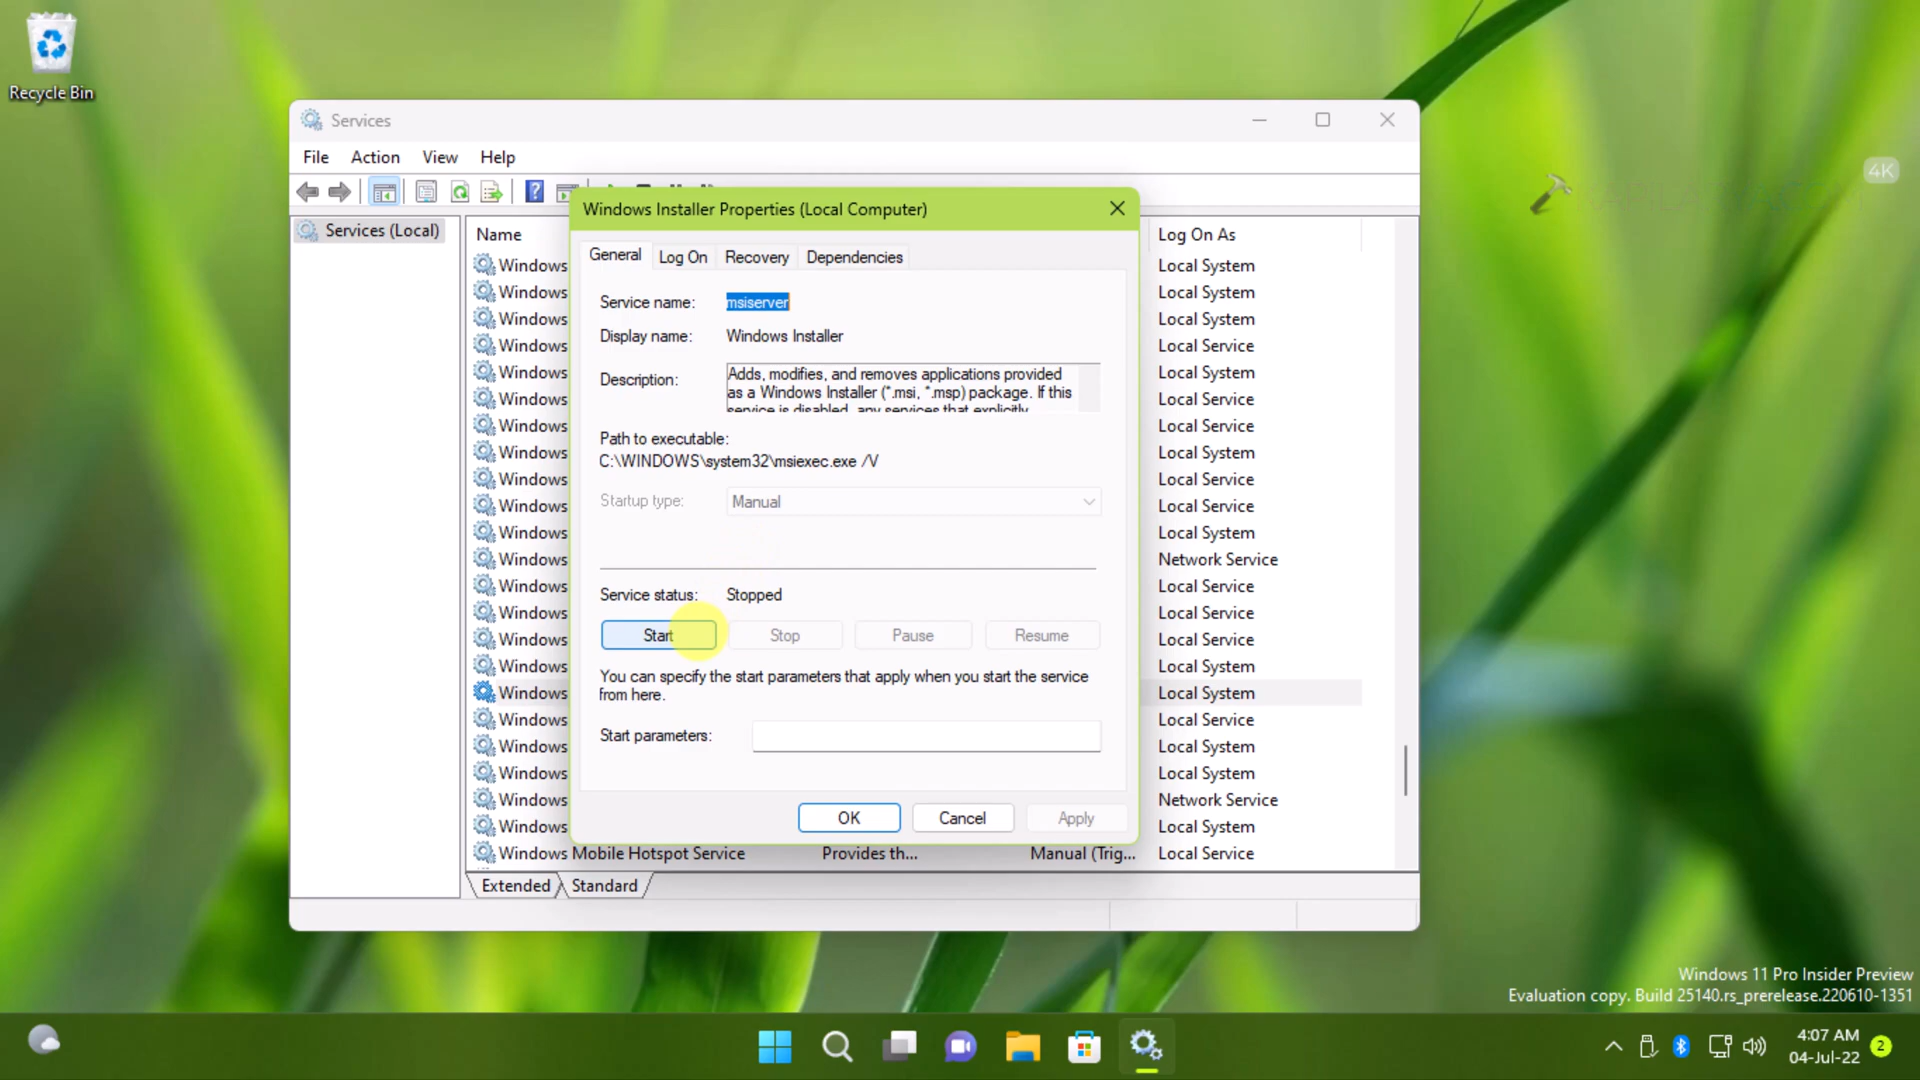 Recycle Bin
Services
File Action View Help
Services (Local)
Name
Log On As
Windows Installer Properties (Local Computer)
General Log On Recovery Dependencies
Service name: msiserver
Display name: Windows Installer
Description: Adds, modifies, and removes applications provided
as a Windows Installer (*.msi, *.msp) package. If this
service is disabled, any services that explicitly
Path to executable:
C:\WINDOWS\system32\msiexec.exe /V
Startup type: Manual
Service status: Stopped
Start Stop Pause Resume
You can specify the start parameters that apply when you start the service
from here.
Start parameters:
OK Cancel Apply
Windows Local System
Windows Local System
Windows Local System
Windows Local Service
Windows Local System
Windows Local Service
Windows Local Service
Windows Local System
Windows Local Service
Windows Local Service
Windows Local System
Windows Network Service
Windows Local Service
Windows Local Service
Windows Local System
Windows Local System
Windows Local System
Windows Local Service
Windows Local System
Windows Local System
Windows Network Service
Windows Local System
Windows Mobile Hotspot Service Provides th... Manual (Trig... Local Service
Extended Standard
4K
Windows 11 Pro Insider Preview
Evaluation copy. Build 25140.rs_prerelease.220610-1351
4:07 AM
04-Jul-22
2